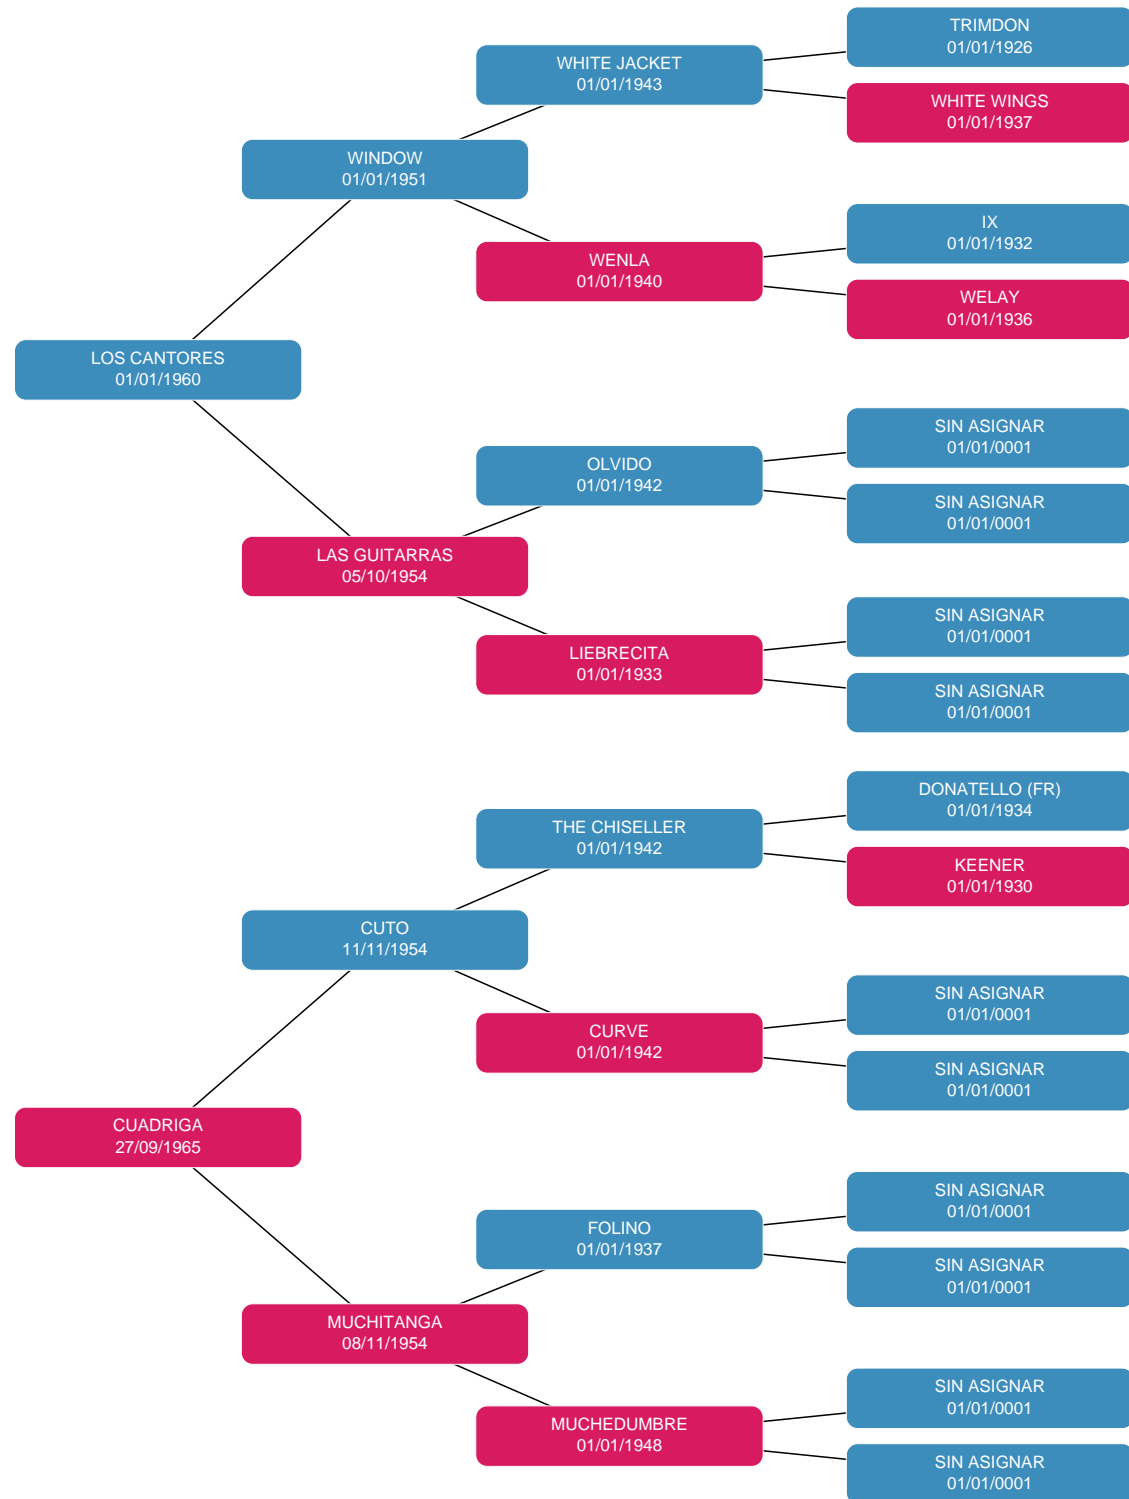 TRIMDON
01/01/1926
WHITE JACKET
01/01/1943
WHITE WINGS
01/01/1937
WINDOW
01/01/1951
IX
01/01/1932
WENLA
01/01/1940
WELAY
01/01/1936
LOS CANTORES
01/01/1960
SIN ASIGNAR
01/01/0001
OLVIDO
01/01/1942
SIN ASIGNAR
01/01/0001
LAS GUITARRAS
05/10/1954
SIN ASIGNAR
01/01/0001
LIEBRECITA
01/01/1933
SIN ASIGNAR
01/01/0001
DONATELLO (FR)
01/01/1934
THE CHISELLER
01/01/1942
KEENER
01/01/1930
CUTO
11/11/1954
SIN ASIGNAR
01/01/0001
CURVE
01/01/1942
SIN ASIGNAR
01/01/0001
CUADRIGA
27/09/1965
SIN ASIGNAR
01/01/0001
FOLINO
01/01/1937
SIN ASIGNAR
01/01/0001
MUCHITANGA
08/11/1954
SIN ASIGNAR
01/01/0001
MUCHEDUMBRE
01/01/1948
SIN ASIGNAR
01/01/0001